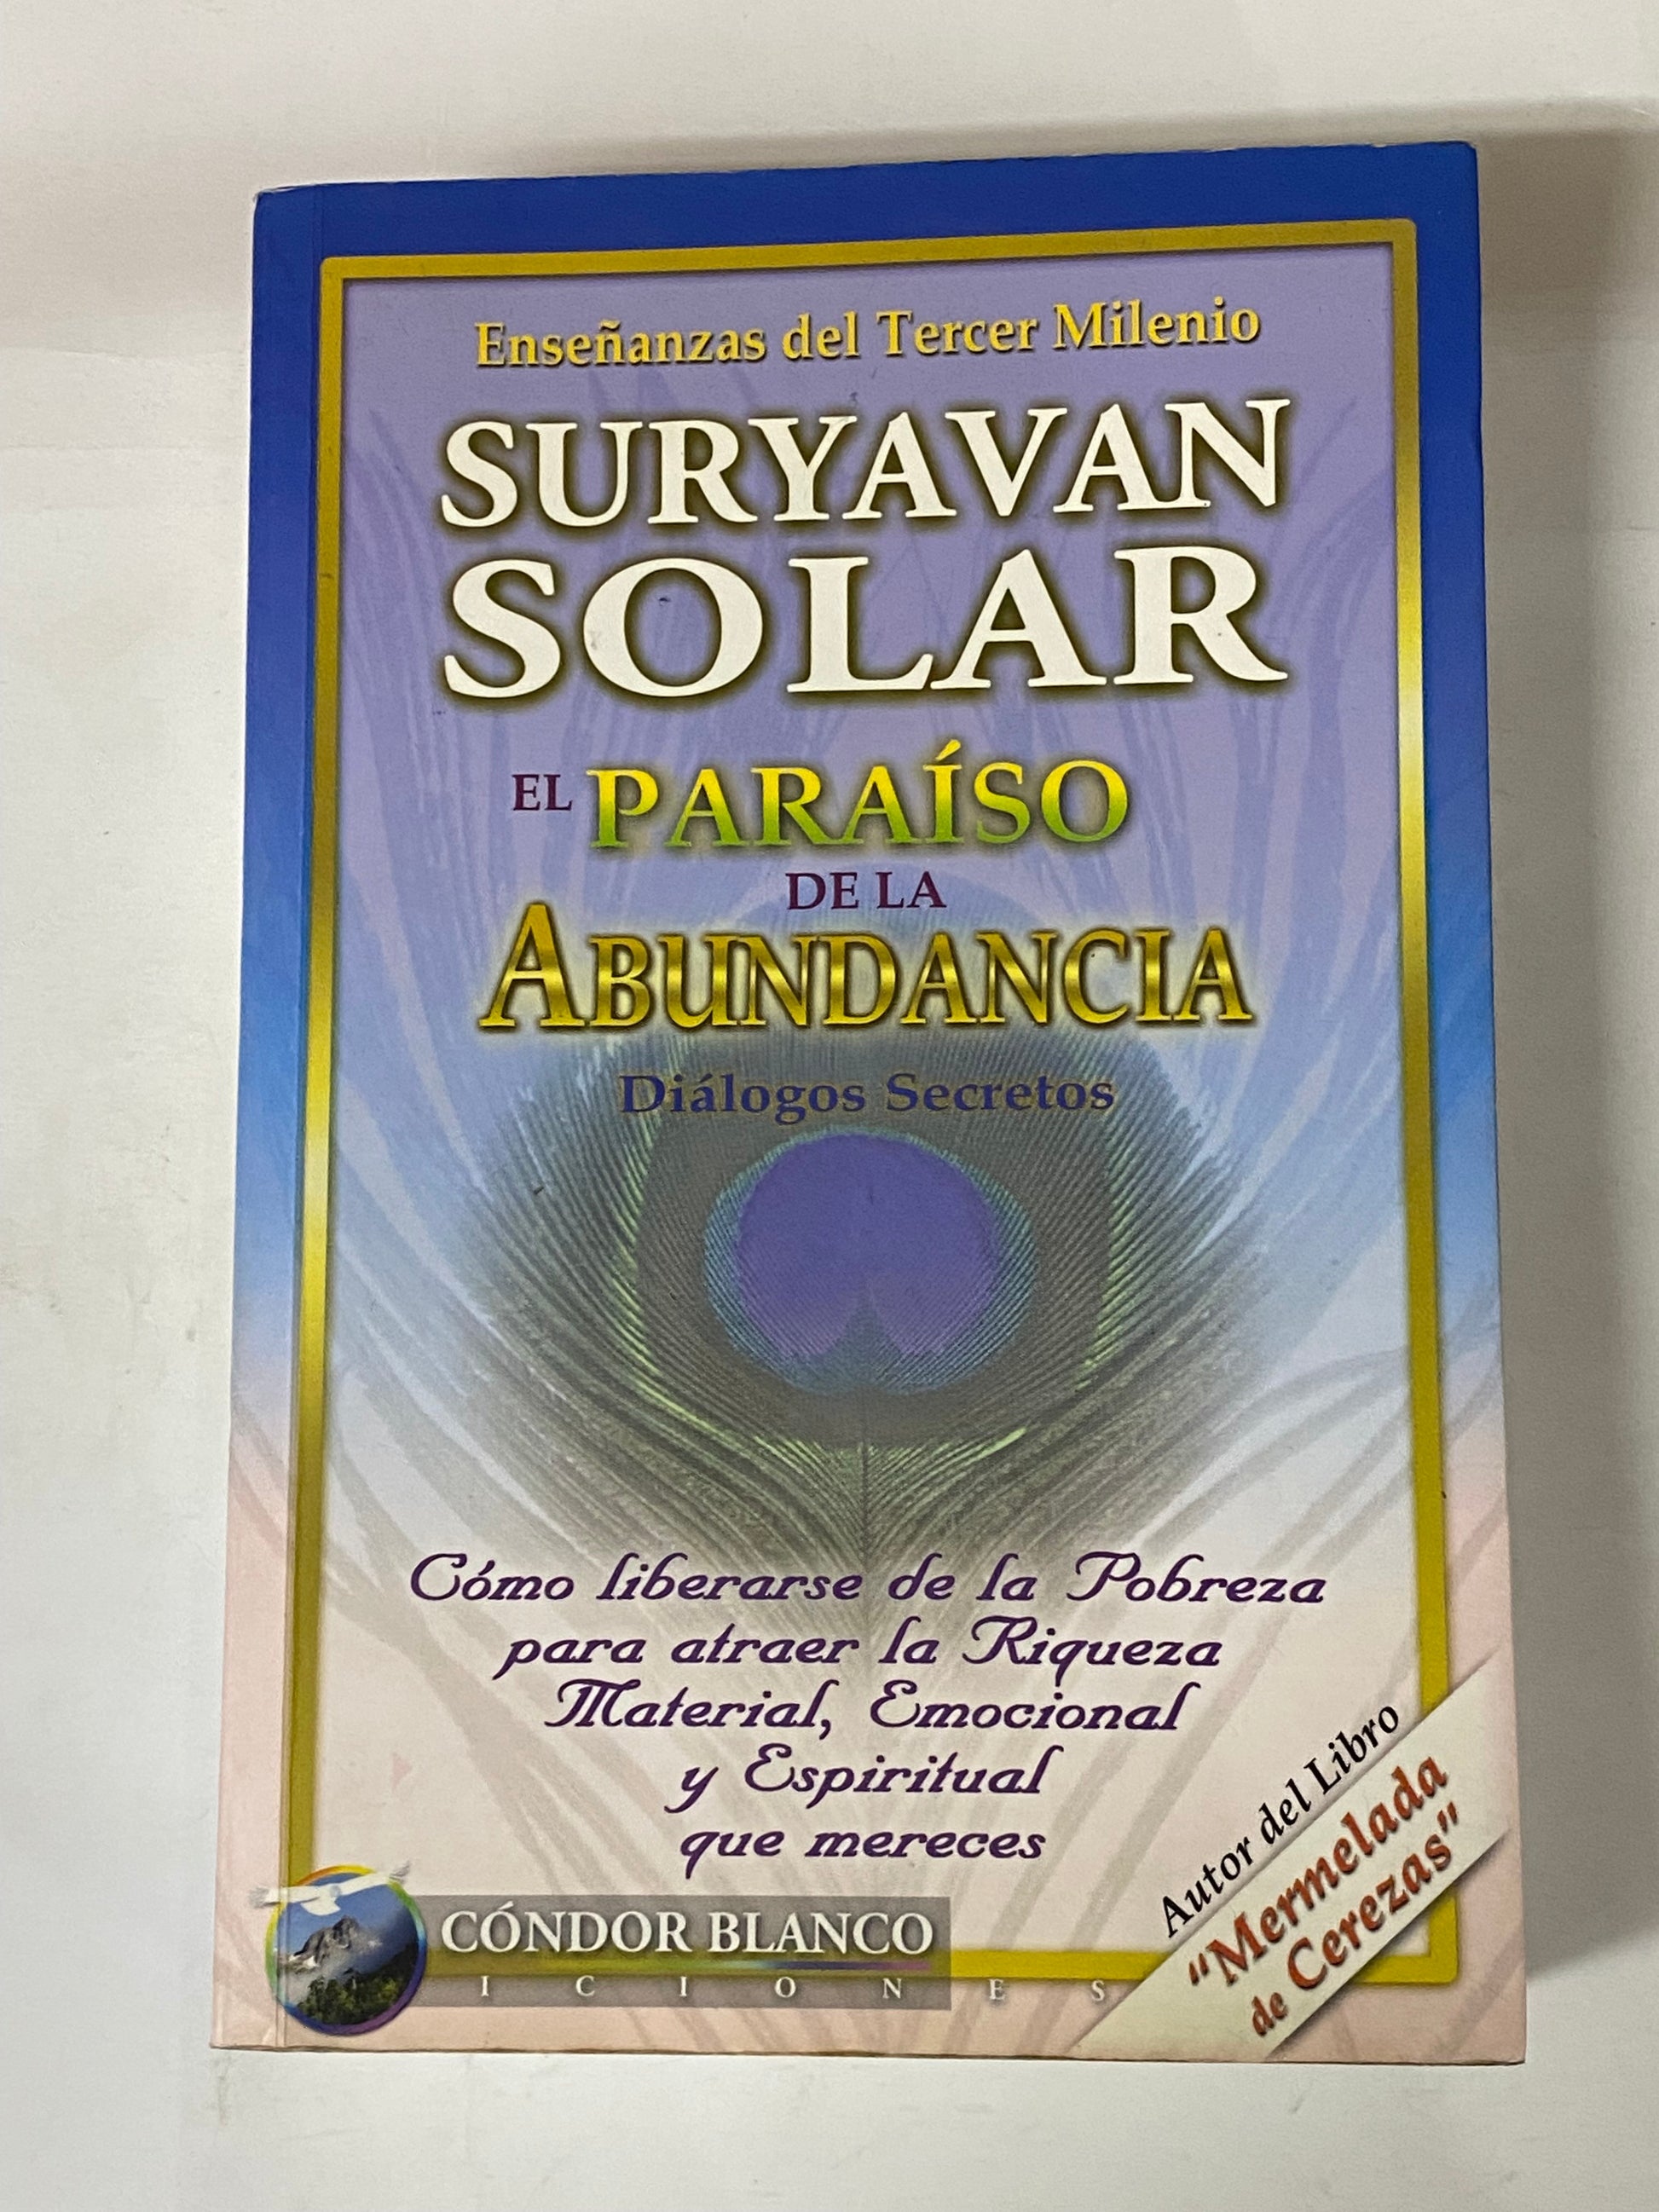 Enseñanzas del Tercer Milenio
SURYAVAN
SOLAR
EL PARAÍSO
DE LA
ABUNDANCIA
Diálogos Secretos
Cómo liberarse de la Pobreza
para atraer la Riqueza
Material, Emocional
y Espiritual
que mereces
CÓNDOR BLANCO
I C I O N E S
Autor del Libro
"Mermelada
de Cerezas"